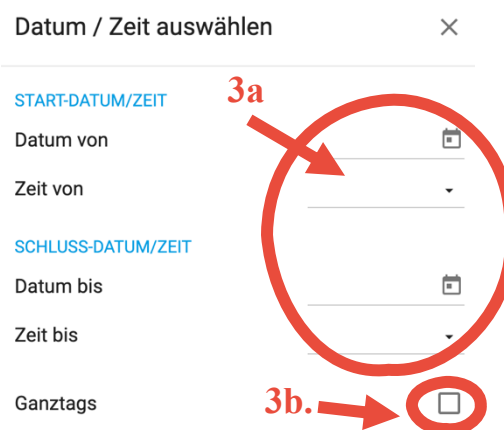 Datum / Zeit auswählen
3a
START-DATUM/ZEIT
Datum von
Zeit von
SCHLUSS-DATUM/ZEIT
Datum bis
Zeit bis
Ganztags
3b.